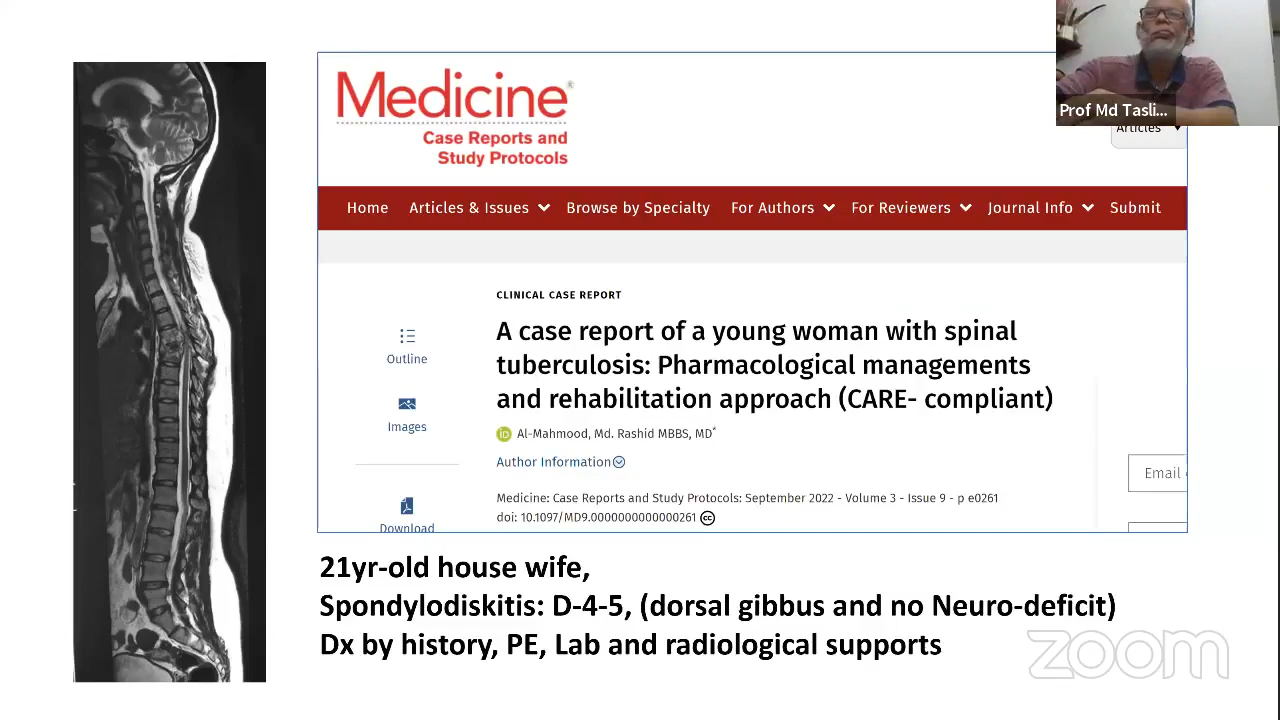 Medicine®
Case Reports and
Study Protocols
Prof Md Tasli...
Articles
Home Articles & Issues Browse by Specialty For Authors For Reviewers Journal Info Submit
CLINICAL CASE REPORT
A case report of a young woman with spinal
tuberculosis: Pharmacological managements
and rehabilitation approach (CARE- compliant)
Outline
Images
Download
iD Al-Mahmood, Md. Rashid MBBS, MD*
Author Information
Email
Medicine: Case Reports and Study Protocols: September 2022 - Volume 3 - Issue 9 - p e0261
doi: 10.1097/MD9.0000000000000261 cc
21yr-old house wife,
Spondylodiskitis: D-4-5, (dorsal gibbus and no Neuro-deficit)
Dx by history, PE, Lab and radiological supports
zoom